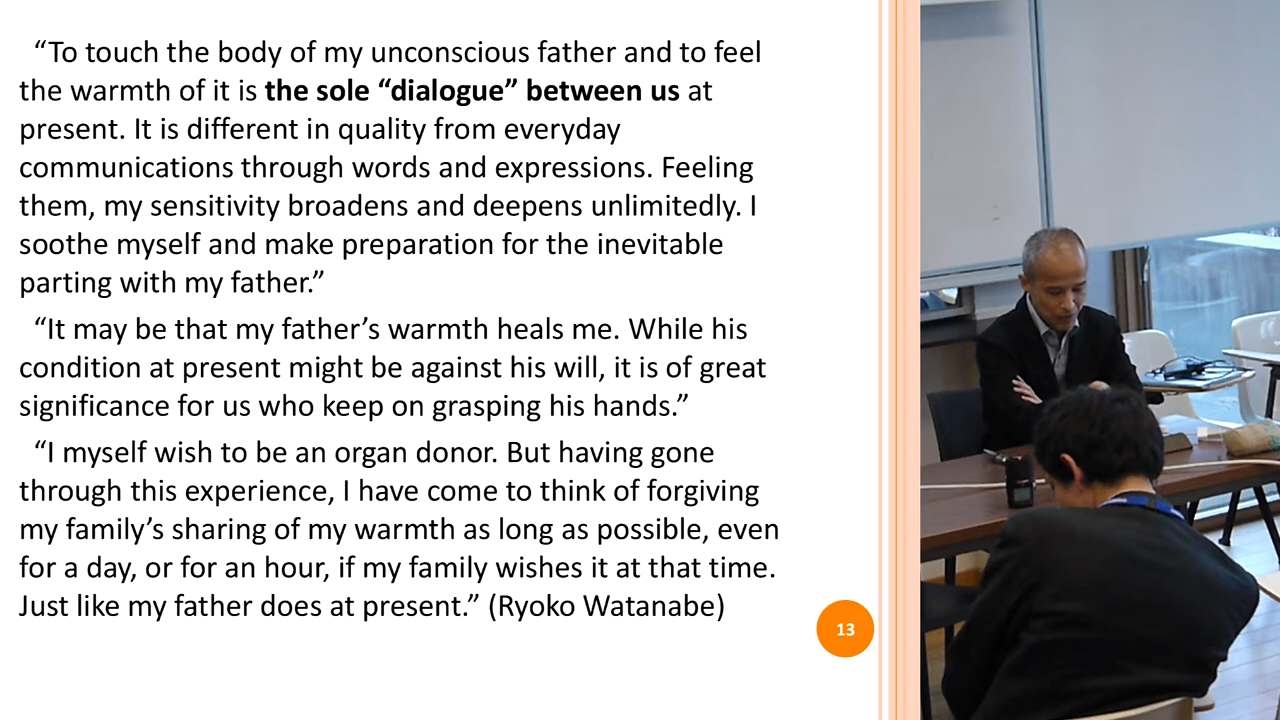 “To touch the body of my unconscious father and to feel
the warmth of it is the sole “dialogue” between us at
present. It is different in quality from everyday
communications through words and expressions. Feeling
them, my sensitivity broadens and deepens unlimitedly. I
soothe myself and make preparation for the inevitable
parting with my father.”
“It may be that my father’s warmth heals me. While his
condition at present might be against his will, it is of great
significance for us who keep on grasping his hands.”
“I myself wish to be an organ donor. But having gone
through this experience, I have come to think of forgiving
my family’s sharing of my warmth as long as possible, even
for a day, or for an hour, if my family wishes it at that time.
Just like my father does at present.” (Ryoko Watanabe)
13